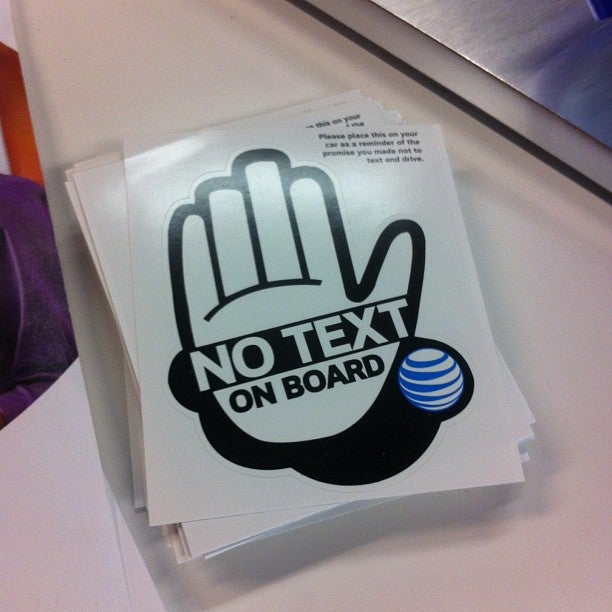 this on your
the
Please place this on your
car as a reminder of the
promise you made not to
text and drive.
NO TEXT
ON BOARD